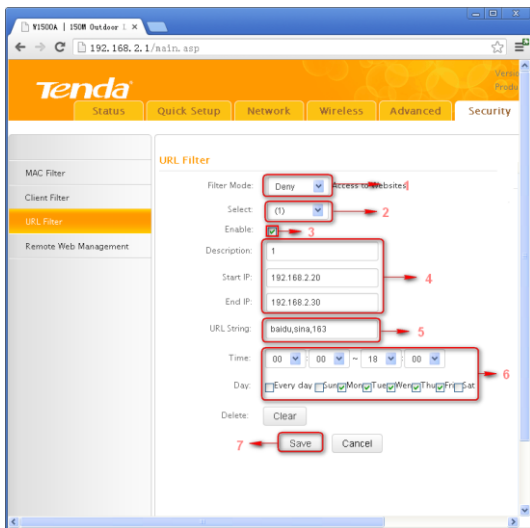 W1500A | 150M Outdoor L
192.168.2.1/main.asp
Tenda
Status Quick Setup Network Wireless Advanced Security
URL Filter
MAC Filter
Client Filter
URL Filter
Remote Web Management
Filter Mode: Deny Access to Websites 1
Select: (1) 2
Enable: 3
Description: 1
Start IP: 192.168.2.20 4
End IP: 192.168.2.30
URL String: baidu,sina,163 5
Time: 00 : 00 ~ 18 : 00
6
Day: Every day Sun Mon Tue Wen Thu Fri Sat
Delete: Clear
7 Save Cancel